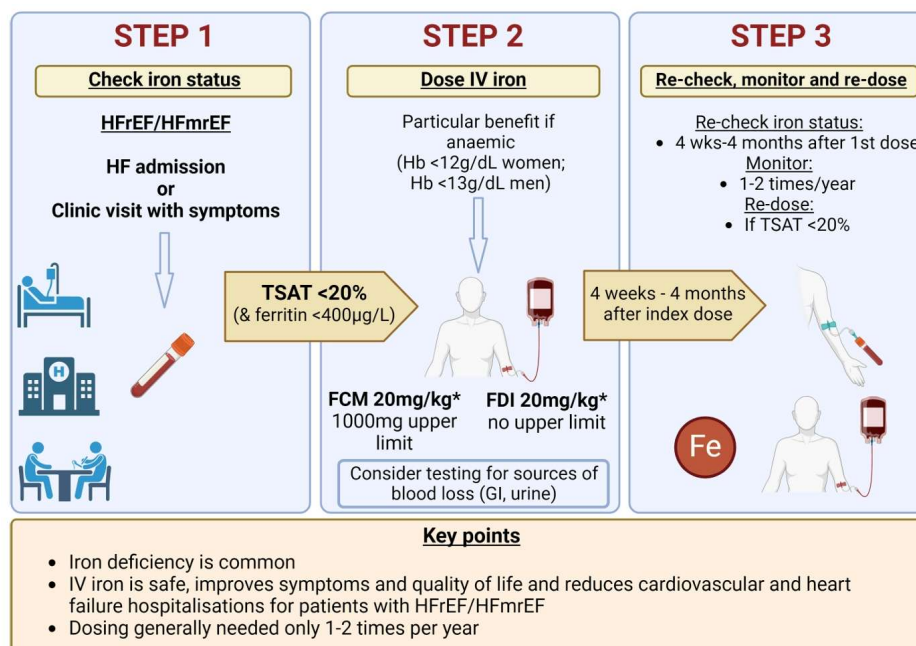 STEP 1
Check iron status
HFrEF/HFmrEF
HF admission
or
Clinic visit with symptoms
H
TSAT <20%
(& ferritin <400µg/L)
STEP 2
Dose IV iron
Particular benefit if
anaemic
(Hb <12g/dL women;
Hb <13g/dL men)
FCM 20mg/kg*
1000mg upper
limit
FDI 20mg/kg*
no upper limit
Consider testing for sources of
blood loss (GI, urine)
4 weeks - 4 months
after index dose
STEP 3
Re-check, monitor and re-dose
Re-check iron status:
• 4 wks-4 months after 1st dose
Monitor:
• 1-2 times/year
Re-dose:
• If TSAT <20%
Fe
Key points
• Iron deficiency is common
• IV iron is safe, improves symptoms and quality of life and reduces cardiovascular and heart
failure hospitalisations for patients with HFrEF/HFmrEF
• Dosing generally needed only 1-2 times per year